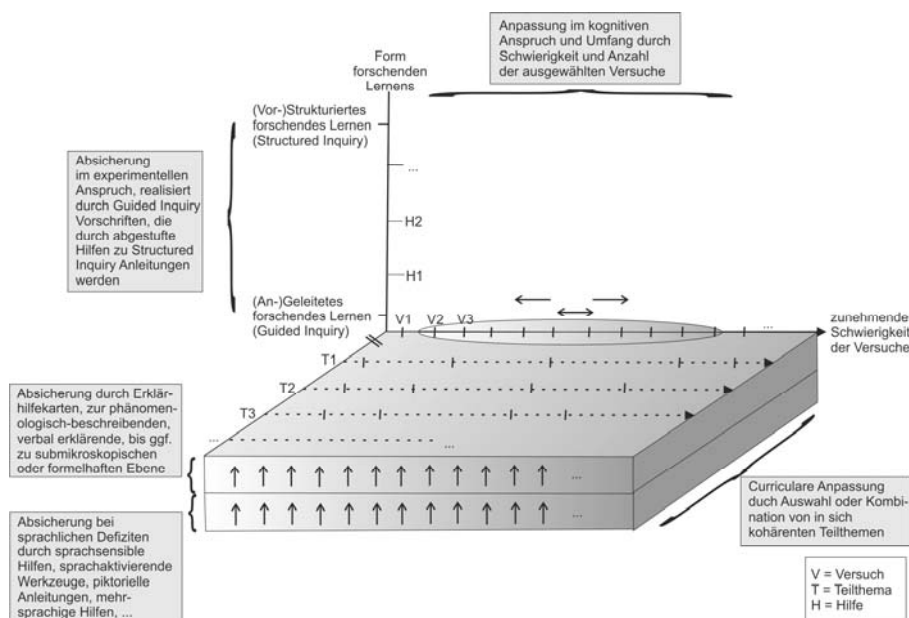 Anpassung im kognitiven
Anspruch und Umfang durch
Schwierigkeit und Anzahl
der ausgewählten Versuche
Form
forschenden
Lernens
(Vor-)Strukturiertes
forschendes Lernen
(Structured Inquiry)
...
H2
H1
(An-)Geleitetes
forschendes Lernen
(Guided Inquiry)
Absicherung
im experimentellen
Anspruch, realisiert
durch Guided Inquiry
Vorschriften, die
durch abgestufte
Hilfen zu Structured
Inquiry Anleitungen
werden
V1 V2 V3
...
zunehmende
Schwierigkeit
der Versuche
T1
T2
T3
...
...
Absicherung durch Erklär-
hilfekarten, zur phänomen-
ologisch-beschreibenden,
verbal erklärende, bis ggf.
zu submikroskopischen
oder formelhaften Ebene
...
...
Absicherung bei
sprachlichen Defiziten
durch sprachsensible
Hilfen, sprachaktivierende
Werkzeuge, piktorielle
Anleitungen, mehr-
sprachige Hilfen, ...
Curriculare Anpassung
duch Auswahl oder Kombi-
nation von in sich
kohärenten Teilthemen
V = Versuch
T = Teilthema
H = Hilfe